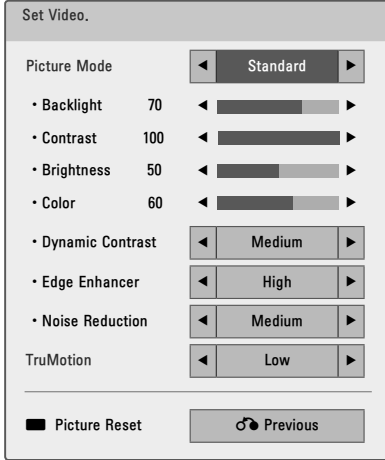 Set Video.
Picture Mode Standard
• Backlight 70
• Contrast 100
• Brightness 50
• Color 60
• Dynamic Contrast Medium
• Edge Enhancer High
• Noise Reduction Medium
TruMotion Low
Picture Reset Previous